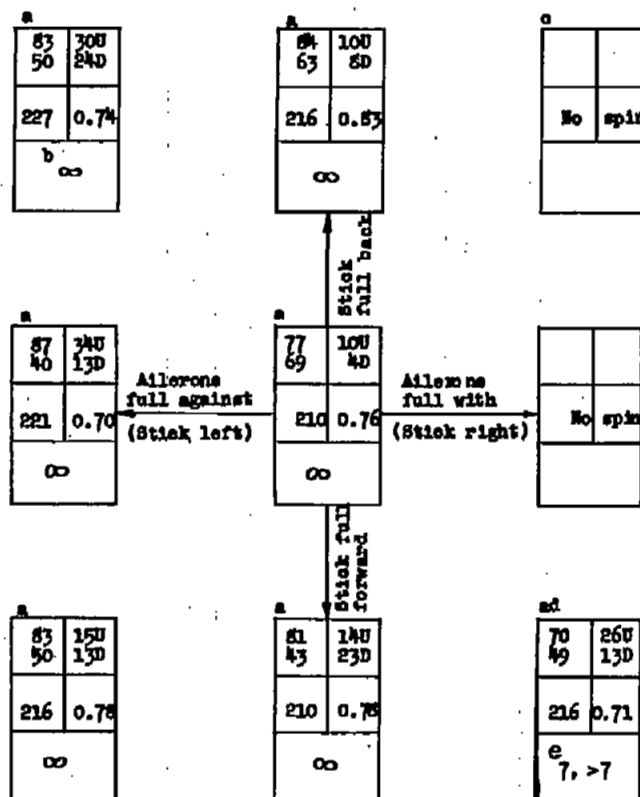 a
83 30U
50 24D
227 0.74
b
∞
a
84 10U
63 8D
216 0.83
∞
c
No spin
Stick
full back
a
87 34U
40 13D
221 0.70
∞
Ailerons
full against
(Stick left)
a
77 10U
69 4D
210 0.76
∞
Ailerons
full with
(Stick right)
No spin
Stick full
forward
a
83 15U
50 13D
216 0.78
∞
a
81 14U
43 23D
210 0.78
∞
ad
70 26U
49 13D
216 0.71
e
7, >7